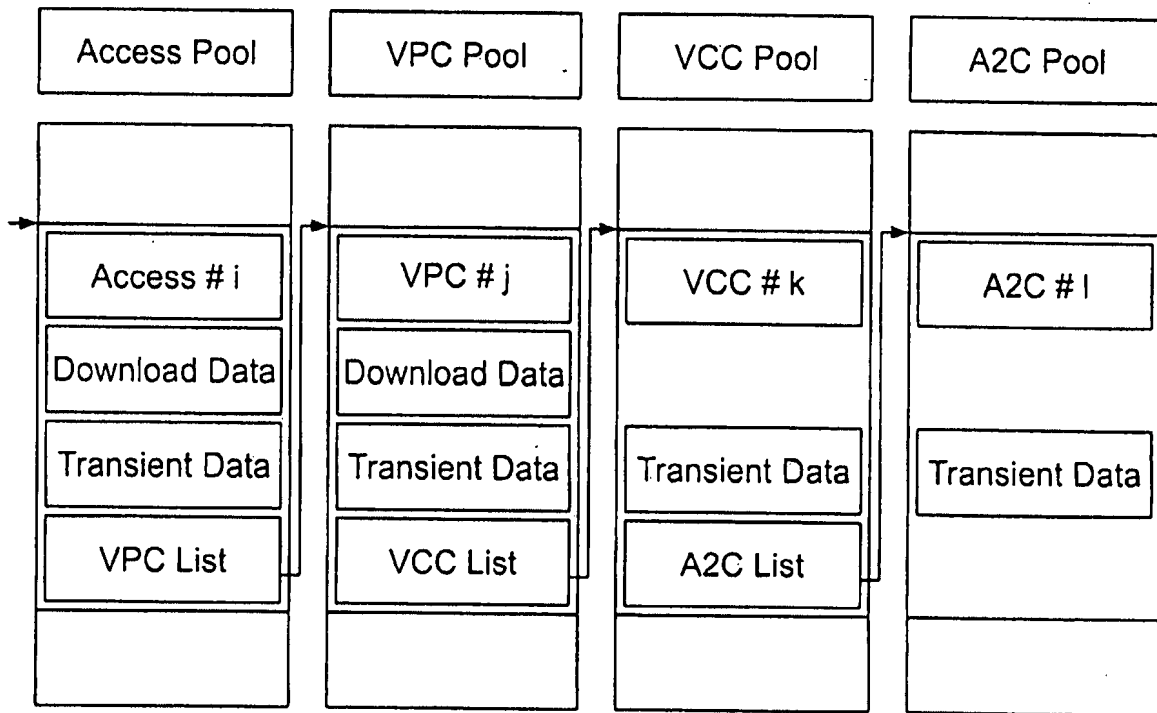 Access Pool
VPC Pool
VCC Pool
A2C Pool
Access # i
VPC # j
VCC # k
A2C # l
Download Data
Download Data
Transient Data
Transient Data
Transient Data
Transient Data
VPC List
VCC List
A2C List